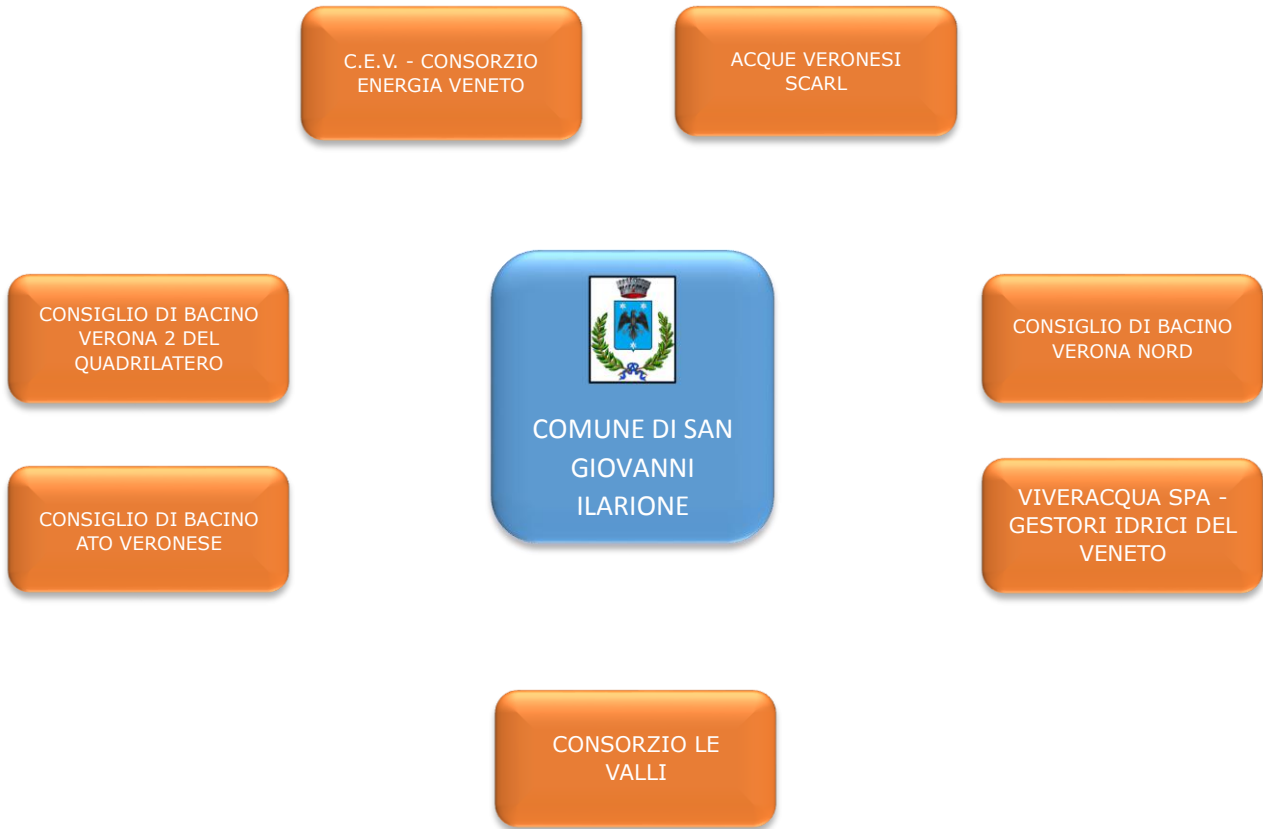 C.E.V. - CONSORZIO
ENERGIA VENETO
ACQUE VERONESI
SCARL
CONSIGLIO DI BACINO
VERONA 2 DEL
QUADRILATERO
COMUNE DI SAN
GIOVANNI
ILARIONE
CONSIGLIO DI BACINO
VERONA NORD
CONSIGLIO DI BACINO
ATO VERONESE
VIVERACQUA SPA -
GESTORI IDRICI DEL
VENETO
CONSORZIO LE
VALLI